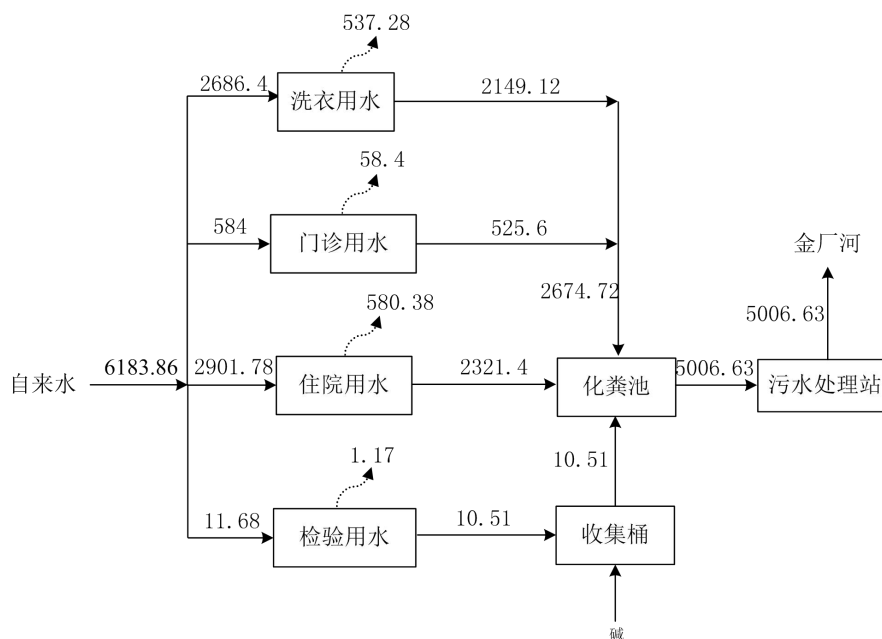 537.28
2686.4
洗衣用水
2149.12
58.4
584
门诊用水
525.6
金厂河
580.38
2674.72
5006.63
自来水
6183.86
2901.78
住院用水
2321.4
化粪池
5006.63
污水处理站
1.17
10.51
11.68
检验用水
10.51
收集桶
碱